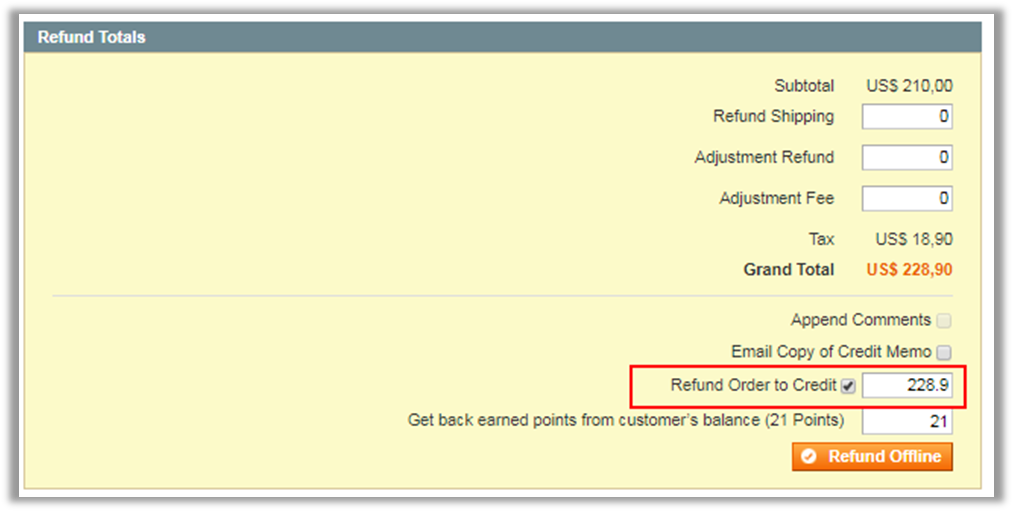 Refund Totals
Subtotal US$ 210,00
Refund Shipping 0
Adjustment Refund 0
Adjustment Fee 0
Tax US$ 18,90
Grand Total US$ 228,90
Append Comments
Email Copy of Credit Memo
Refund Order to Credit 228.9
Get back earned points from customer's balance (21 Points) 21
Refund Offline